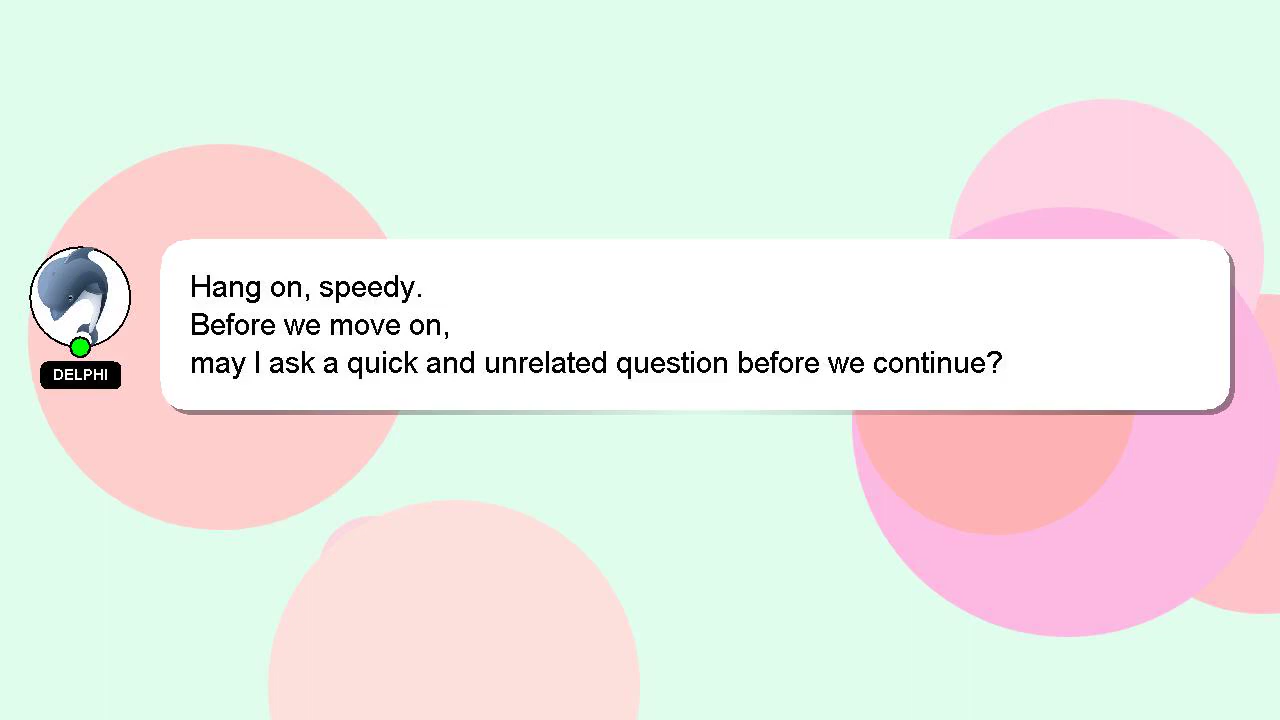 Hang on, speedy.
Before we move on,
may I ask a quick and unrelated question before we continue?
DELPHI